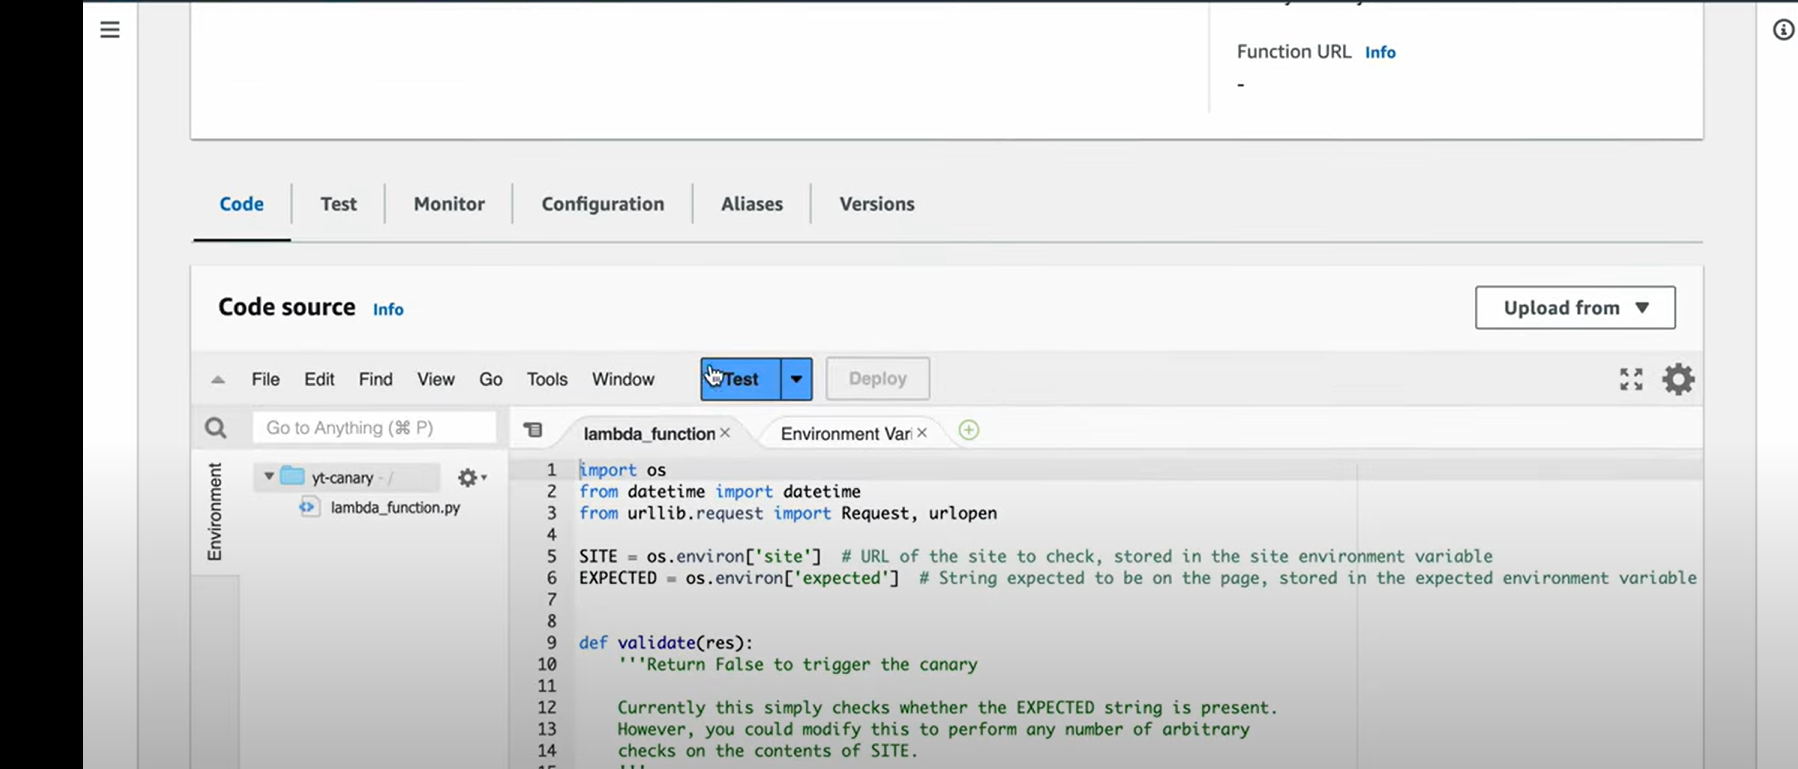 Function URL Info
-
Code
Test
Monitor
Configuration
Aliases
Versions
Code source Info
Upload from
File Edit Find View Go Tools Window
Test
Deploy
Go to Anything (⌘ P)
lambda_function ×
Environment Vari ×
Environment
yt-canary - /
lambda_function.py
1 import os
2 from datetime import datetime
3 from urllib.request import Request, urlopen
4
5 SITE = os.environ['site']  # URL of the site to check, stored in the site environment variable
6 EXPECTED = os.environ['expected']  # String expected to be on the page, stored in the expected environment variable
7
8
9 def validate(res):
10     '''Return False to trigger the canary
11
12     Currently this simply checks whether the EXPECTED string is present.
13     However, you could modify this to perform any number of arbitrary
14     checks on the contents of SITE.